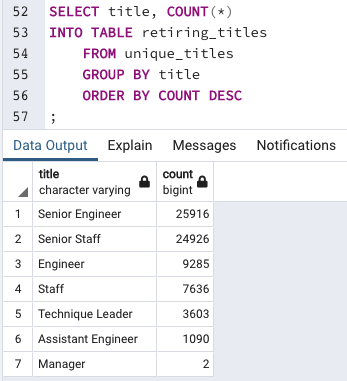 52 SELECT title, COUNT(*)
53 INTO TABLE retiring_titles
54 FROM unique_titles
55 GROUP BY title
56 ORDER BY COUNT DESC
57 ;
Data Output Explain Messages Notifications
title count
character varying bigint
1 Senior Engineer 25916
2 Senior Staff 24926
3 Engineer 9285
4 Staff 7636
5 Technique Leader 3603
6 Assistant Engineer 1090
7 Manager 2